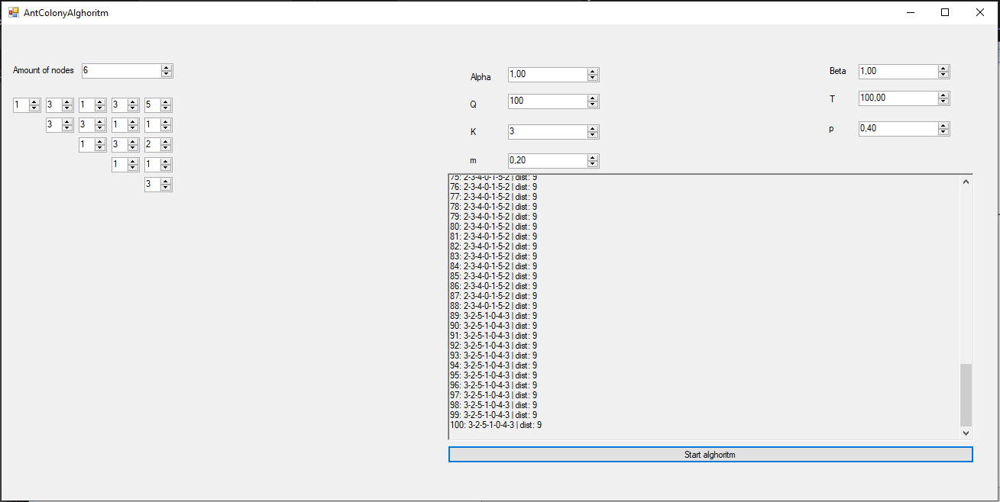 AntColonyAlghoritm
Amount of nodes 6
1 3 1 3 5
3 3 1 1
1 3 2
1 1
3
Alpha 1,00
Q 100
K 3
m 0,20
Beta 1,00
T 100,00
p 0,40
75: 2-3-4-0-1-5-2 | dist: 9
76: 2-3-4-0-1-5-2 | dist: 9
77: 2-3-4-0-1-5-2 | dist: 9
78: 2-3-4-0-1-5-2 | dist: 9
79: 2-3-4-0-1-5-2 | dist: 9
80: 2-3-4-0-1-5-2 | dist: 9
81: 2-3-4-0-1-5-2 | dist: 9
82: 2-3-4-0-1-5-2 | dist: 9
83: 2-3-4-0-1-5-2 | dist: 9
84: 2-3-4-0-1-5-2 | dist: 9
85: 2-3-4-0-1-5-2 | dist: 9
86: 2-3-4-0-1-5-2 | dist: 9
87: 2-3-4-0-1-5-2 | dist: 9
88: 2-3-4-0-1-5-2 | dist: 9
89: 3-2-5-1-0-4-3 | dist: 9
90: 3-2-5-1-0-4-3 | dist: 9
91: 3-2-5-1-0-4-3 | dist: 9
92: 3-2-5-1-0-4-3 | dist: 9
93: 3-2-5-1-0-4-3 | dist: 9
94: 3-2-5-1-0-4-3 | dist: 9
95: 3-2-5-1-0-4-3 | dist: 9
96: 3-2-5-1-0-4-3 | dist: 9
97: 3-2-5-1-0-4-3 | dist: 9
98: 3-2-5-1-0-4-3 | dist: 9
99: 3-2-5-1-0-4-3 | dist: 9
100: 3-2-5-1-0-4-3 | dist: 9
Start alghoritm